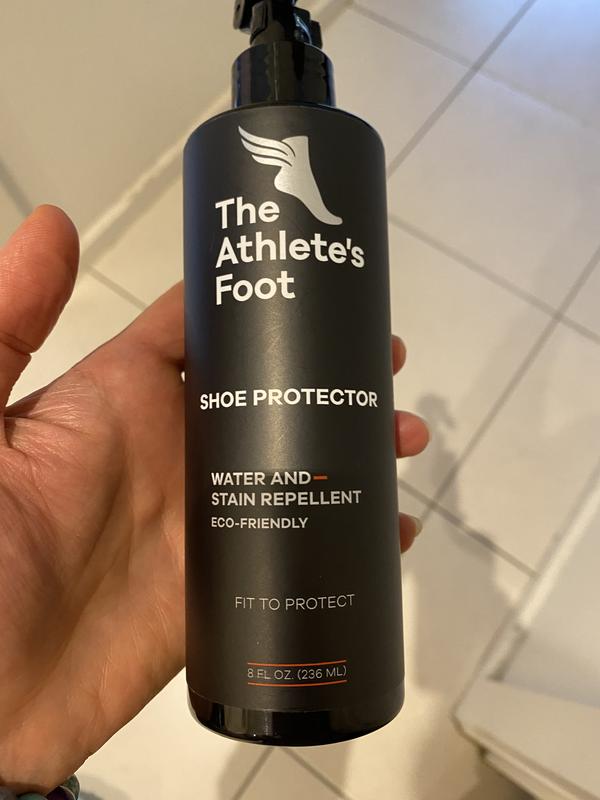 The
Athlete's
Foot
SHOE PROTECTOR
WATER AND—
STAIN REPELLENT
ECO-FRIENDLY
FIT TO PROTECT
8 FL OZ. (236 ML)